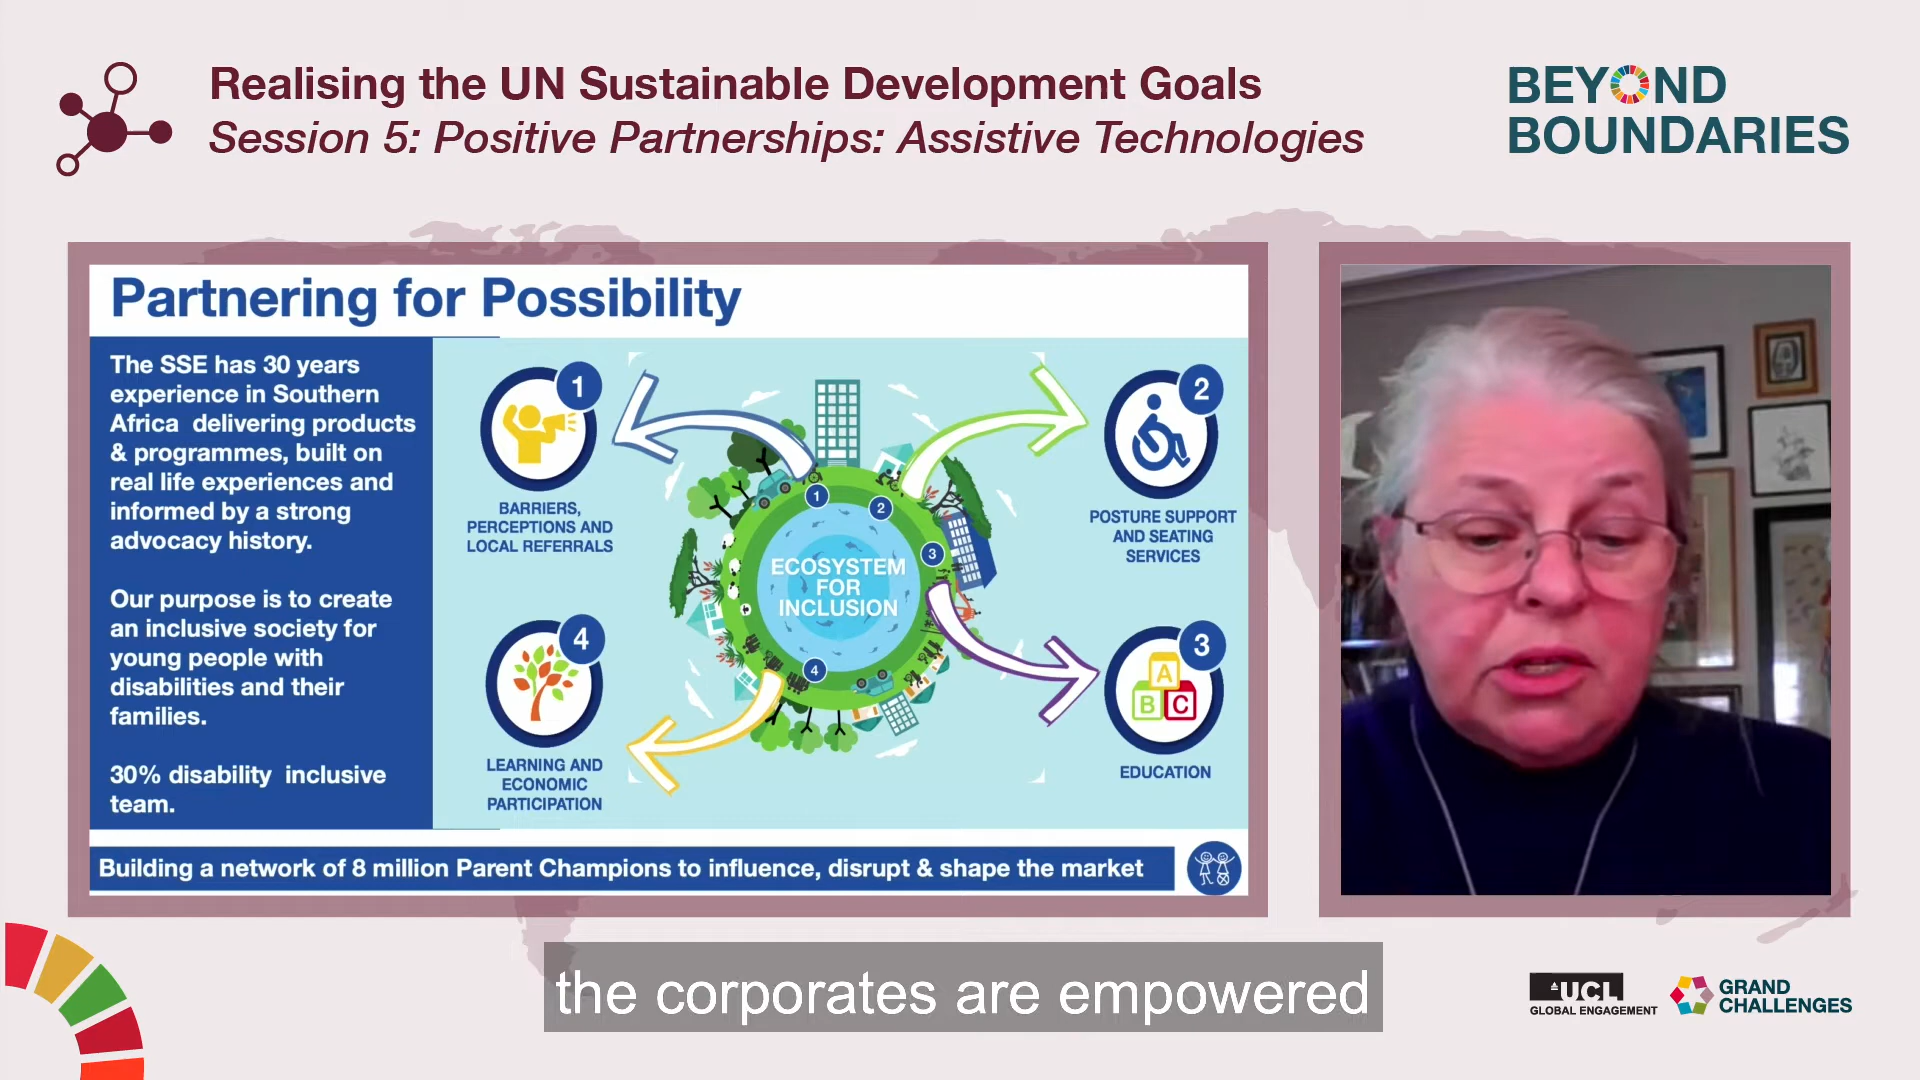 Realising the UN Sustainable Development Goals
Session 5: Positive Partnerships: Assistive Technologies
BEYOND
BOUNDARIES
Partnering for Possibility
The SSE has 30 years
experience in Southern
Africa delivering products
& programmes, built on
real life experiences and
informed by a strong
advocacy history.
Our purpose is to create
an inclusive society for
young people with
disabilities and their
families.
30% disability inclusive
team.
1
BARRIERS,
PERCEPTIONS AND
LOCAL REFERRALS
2
POSTURE SUPPORT
AND SEATING
SERVICES
1
2
3
4
ECOSYSTEM
FOR
INCLUSION
4
LEARNING AND
ECONOMIC
PARTICIPATION
3
A
B C
EDUCATION
Building a network of 8 million Parent Champions to influence, disrupt & shape the market
the corporates are empowered
UCL
GLOBAL ENGAGEMENT
GRAND
CHALLENGES